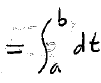 = ∫_a^b dt